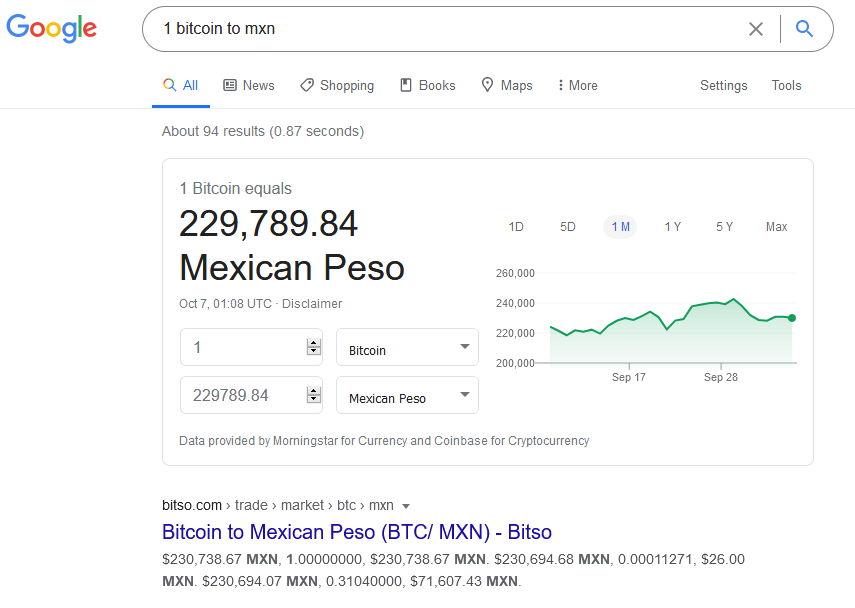 Google
1 bitcoin to mxn
All News Shopping Books Maps More Settings Tools
About 94 results (0.87 seconds)
1 Bitcoin equals
229,789.84
Mexican Peso
Oct 7, 01:08 UTC · Disclaimer
1 Bitcoin
229789.84 Mexican Peso
1D 5D 1 M 1 Y 5 Y Max
260,000
240,000
220,000
200,000
Sep 17 Sep 28
Data provided by Morningstar for Currency and Coinbase for Cryptocurrency
bitso.com › trade › market › btc › mxn
Bitcoin to Mexican Peso (BTC/ MXN) - Bitso
$230,738.67 MXN, 1.00000000, $230,738.67 MXN. $230,694.68 MXN, 0.00011271, $26.00
MXN. $230,694.07 MXN, 0.31040000, $71,607.43 MXN.